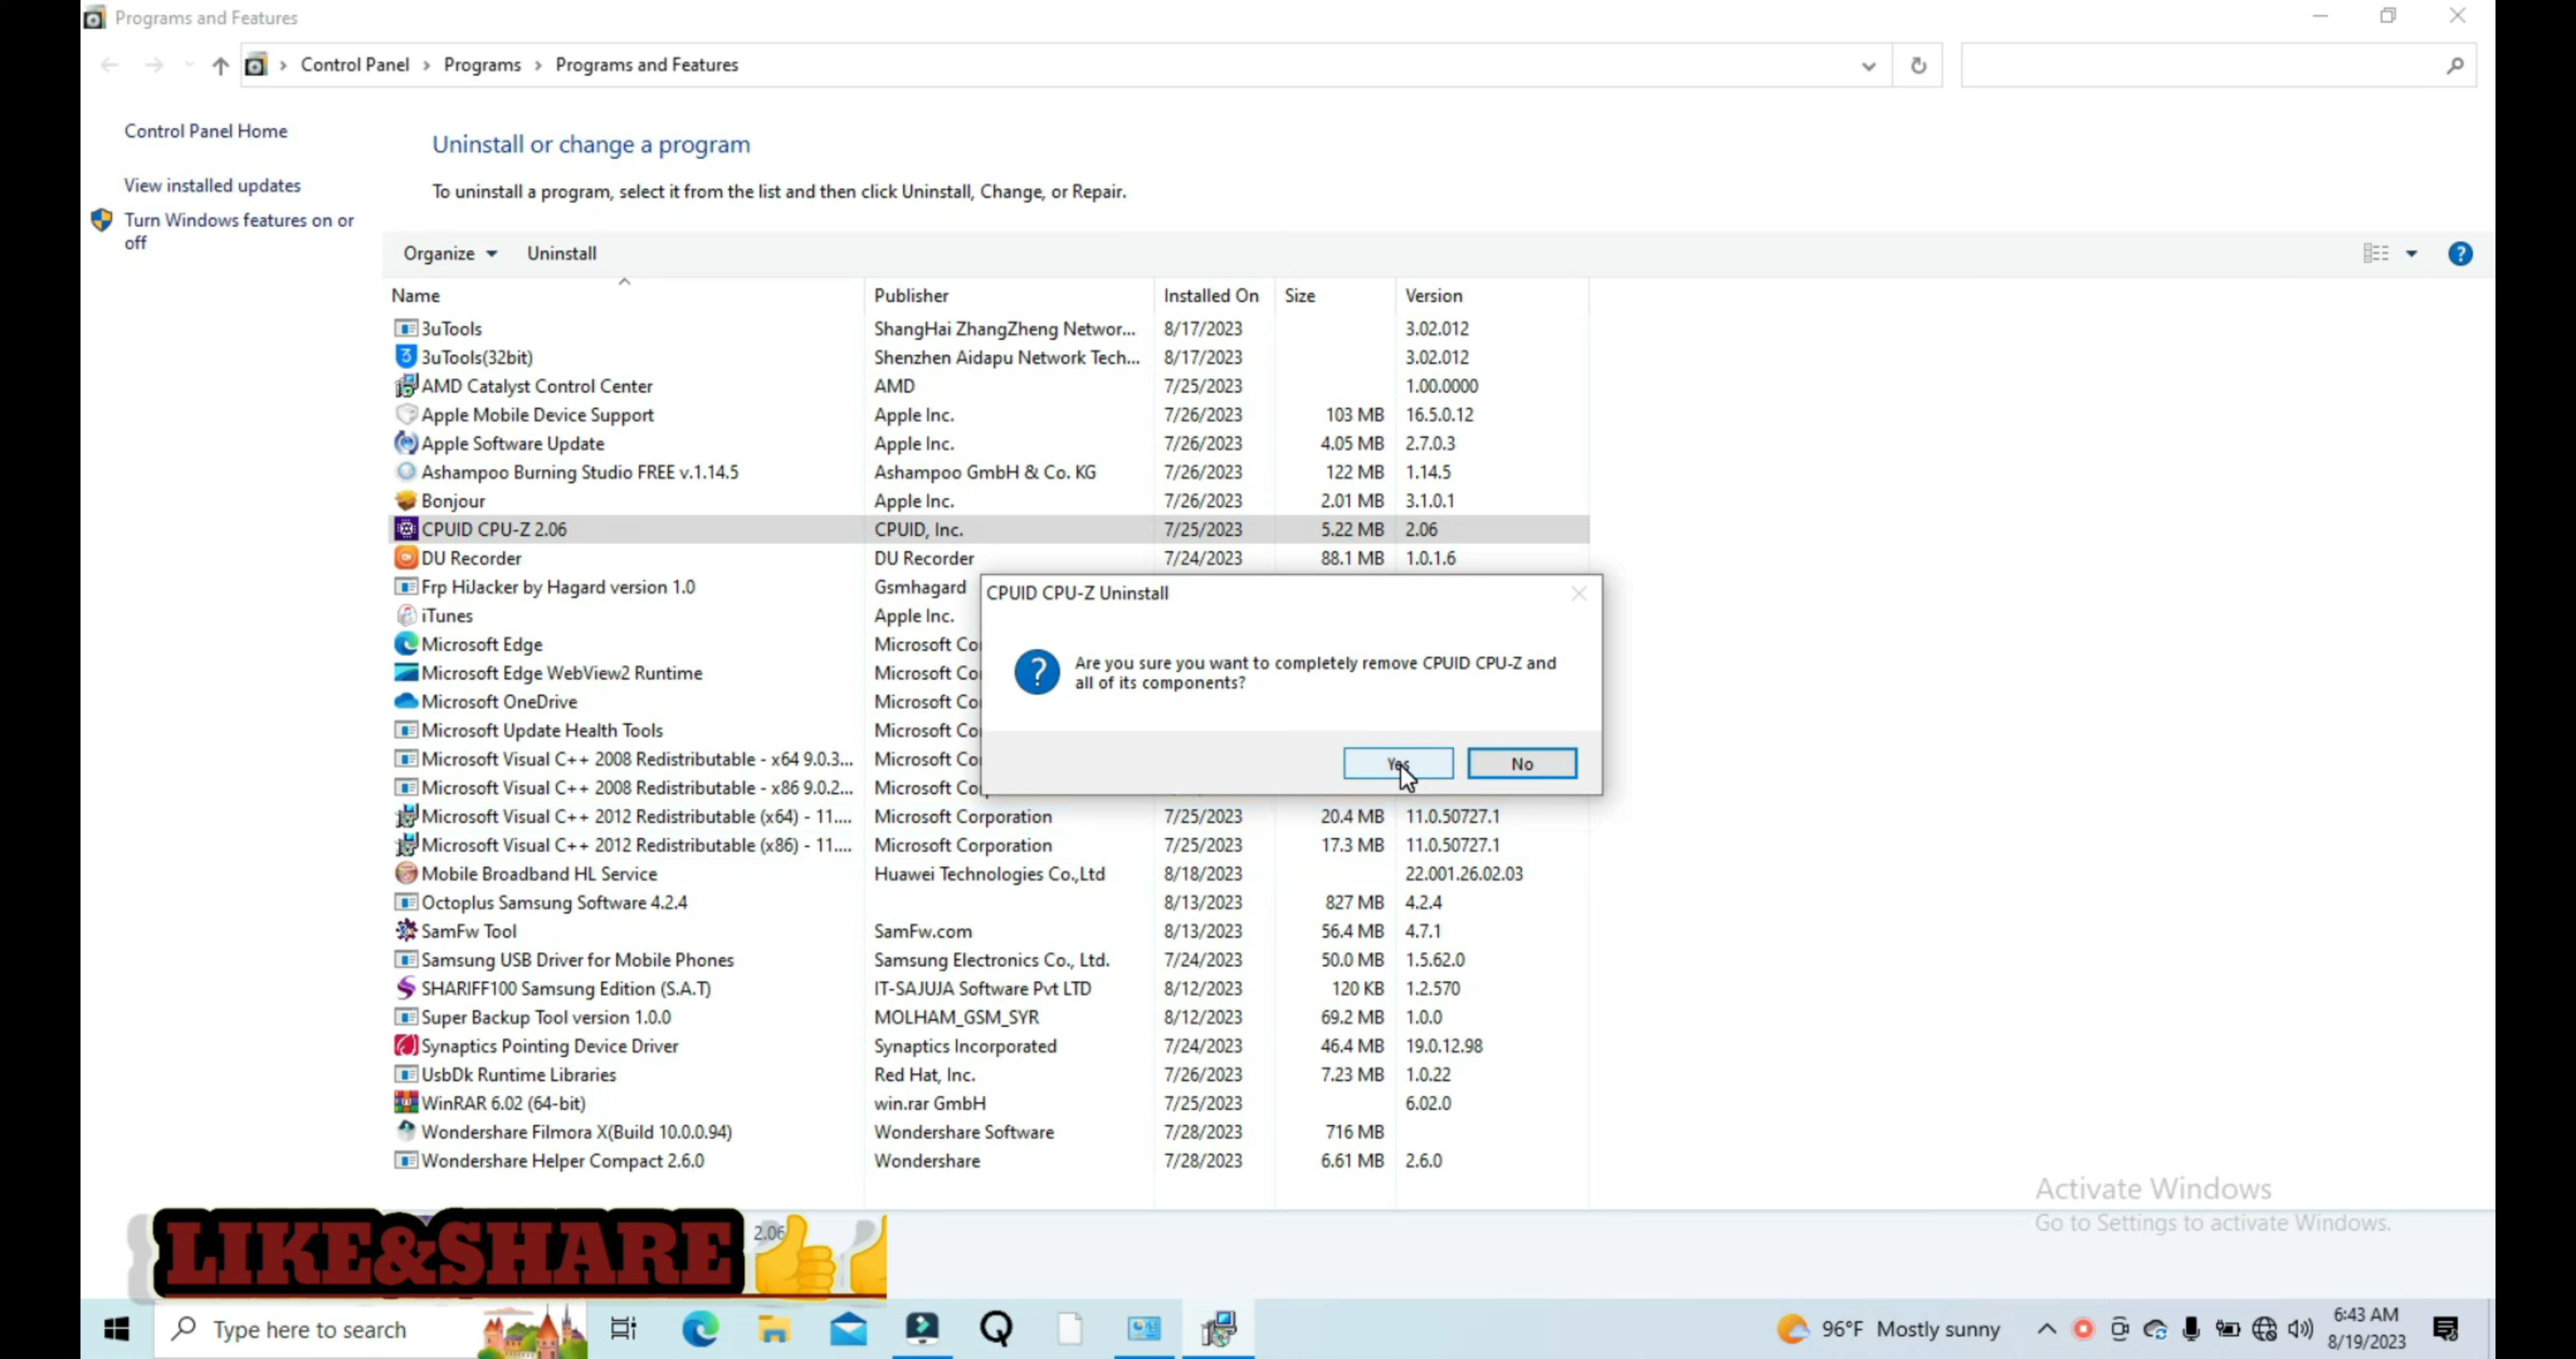 Programs and Features
Control Panel › Programs › Programs and Features
Control Panel Home
View installed updates
Turn Windows features on or
off
Uninstall or change a program
To uninstall a program, select it from the list and then click Uninstall, Change, or Repair.
Organize Uninstall
Name Publisher Installed On Size Version
3uTools ShangHai ZhangZheng Networ... 8/17/2023 3.02.012
3uTools(32bit) Shenzhen Aidapu Network Tech... 8/17/2023 3.02.012
AMD Catalyst Control Center AMD 7/25/2023 1.00.0000
Apple Mobile Device Support Apple Inc. 7/26/2023 103 MB 16.5.0.12
Apple Software Update Apple Inc. 7/26/2023 4.05 MB 2.7.0.3
Ashampoo Burning Studio FREE v.1.14.5 Ashampoo GmbH & Co. KG 7/26/2023 122 MB 1.14.5
Bonjour Apple Inc. 7/26/2023 2.01 MB 3.1.0.1
CPUID CPU-Z 2.06 CPUID, Inc. 7/25/2023 5.22 MB 2.06
DU Recorder DU Recorder 7/24/2023 88.1 MB 1.0.1.6
Frp HiJacker by Hagard version 1.0 Gsmhagard
iTunes Apple Inc.
Microsoft Edge Microsoft Co
Microsoft Edge WebView2 Runtime Microsoft Co
Microsoft OneDrive Microsoft Co
Microsoft Update Health Tools Microsoft Co
Microsoft Visual C++ 2008 Redistributable - x64 9.0.3... Microsoft Co
Microsoft Visual C++ 2008 Redistributable - x86 9.0.2... Microsoft Co
CPUID CPU-Z Uninstall
Are you sure you want to completely remove CPUID CPU-Z and
all of its components?
Yes No
Microsoft Visual C++ 2012 Redistributable (x64) - 11.... Microsoft Corporation 7/25/2023 20.4 MB 11.0.50727.1
Microsoft Visual C++ 2012 Redistributable (x86) - 11.... Microsoft Corporation 7/25/2023 17.3 MB 11.0.50727.1
Mobile Broadband HL Service Huawei Technologies Co.,Ltd 8/18/2023 22.001.26.02.03
Octoplus Samsung Software 4.2.4 8/13/2023 827 MB 4.2.4
SamFw Tool SamFw.com 8/13/2023 56.4 MB 4.7.1
Samsung USB Driver for Mobile Phones Samsung Electronics Co., Ltd. 7/24/2023 50.0 MB 1.5.62.0
SHARIFF100 Samsung Edition (S.A.T) IT-SAJUJA Software Pvt LTD 8/12/2023 120 KB 1.2.570
Super Backup Tool version 1.0.0 MOLHAM_GSM_SYR 8/12/2023 69.2 MB 1.0.0
Synaptics Pointing Device Driver Synaptics Incorporated 7/24/2023 46.4 MB 19.0.12.98
UsbDk Runtime Libraries Red Hat, Inc. 7/26/2023 7.23 MB 1.0.22
WinRAR 6.02 (64-bit) win.rar GmbH 7/25/2023 6.02.0
Wondershare Filmora X(Build 10.0.0.94) Wondershare Software 7/28/2023 716 MB
Wondershare Helper Compact 2.6.0 Wondershare 7/28/2023 6.61 MB 2.6.0
Activate Windows
Go to Settings to activate Windows.
LIKE&SHARE 2.06
Type here to search
96°F Mostly sunny
6:43 AM
8/19/2023